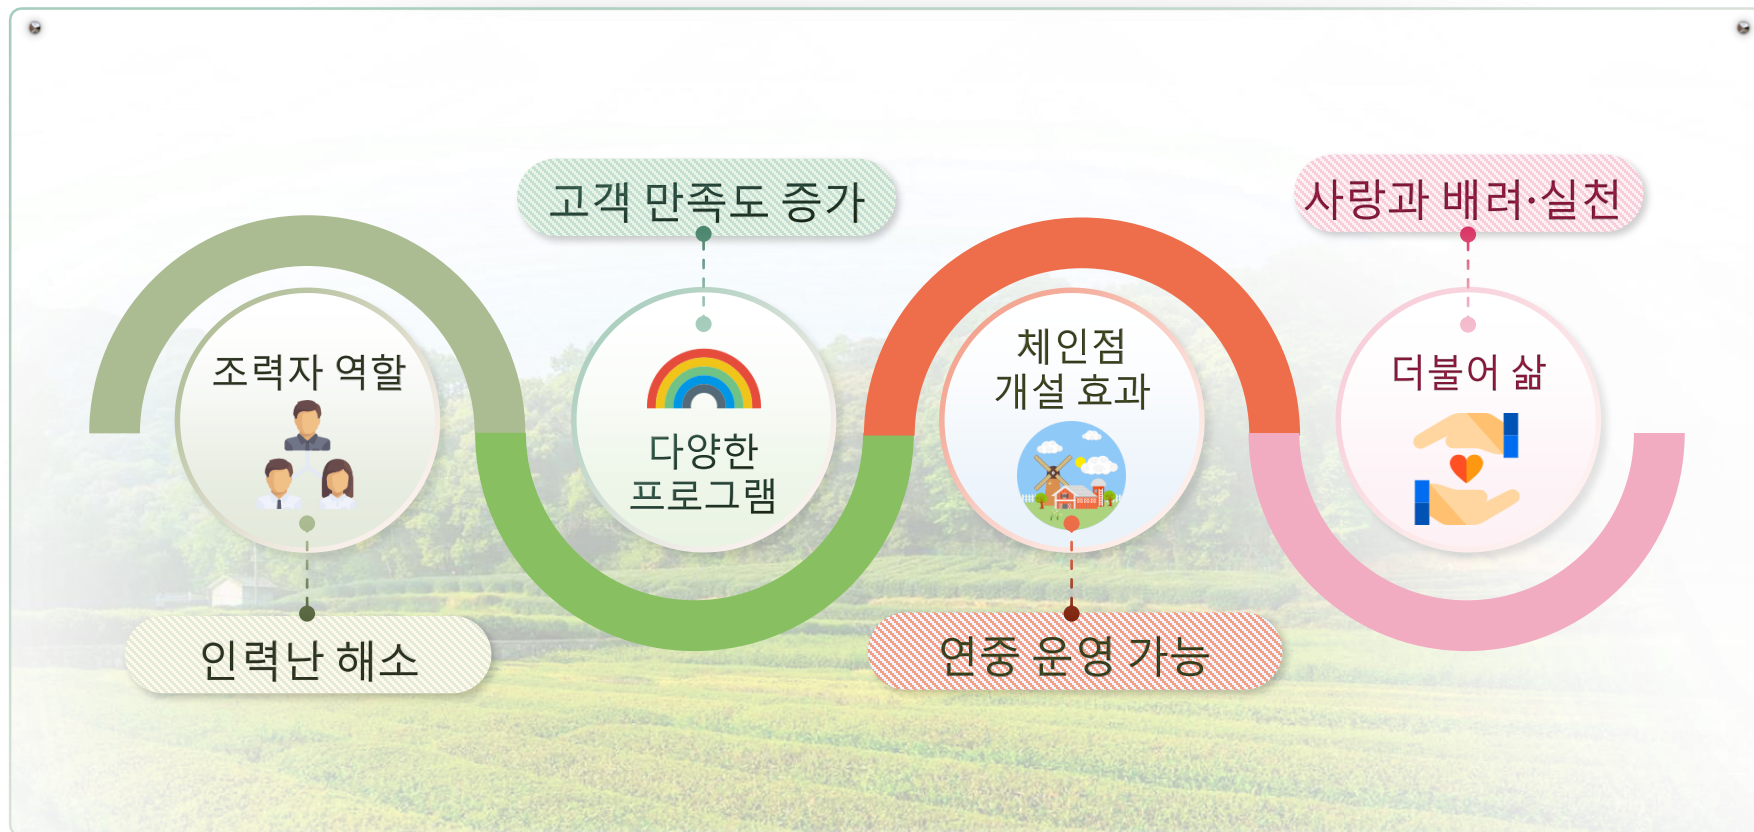 고객 만족도 증가
사랑과 배려·실천
조력자 역할
다양한
프로그램
체인점
개설 효과
더불어 삶
인력난 해소
연중 운영 가능